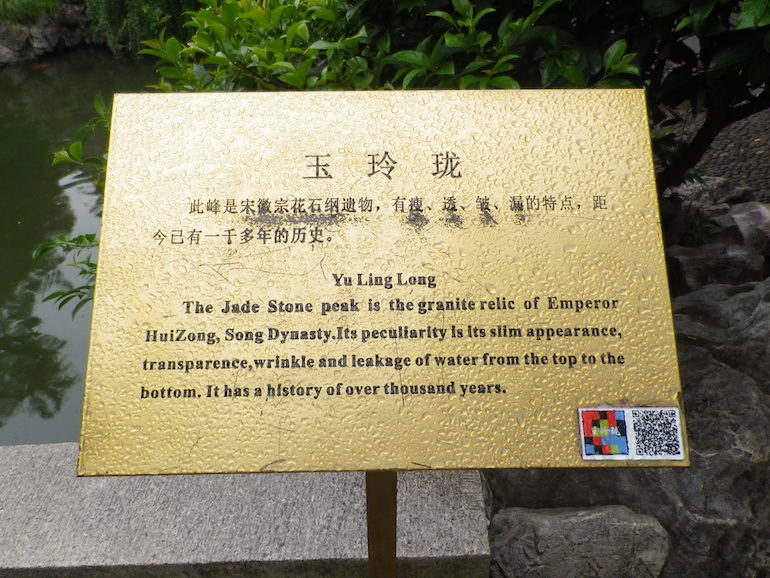 玉玲珑
此峰是宋徽宗花石纲遗物，有瘦、透、皱、漏的特点，距
今已有一千多年的历史。
Yu Ling Long
The Jade Stone peak is the granite relic of Emperor
HuiZong, Song Dynasty.Its peculiarity is its slim appearance,
transparence,wrinkle and leakage of water from the top to the
bottom. It has a history of over thousand years.